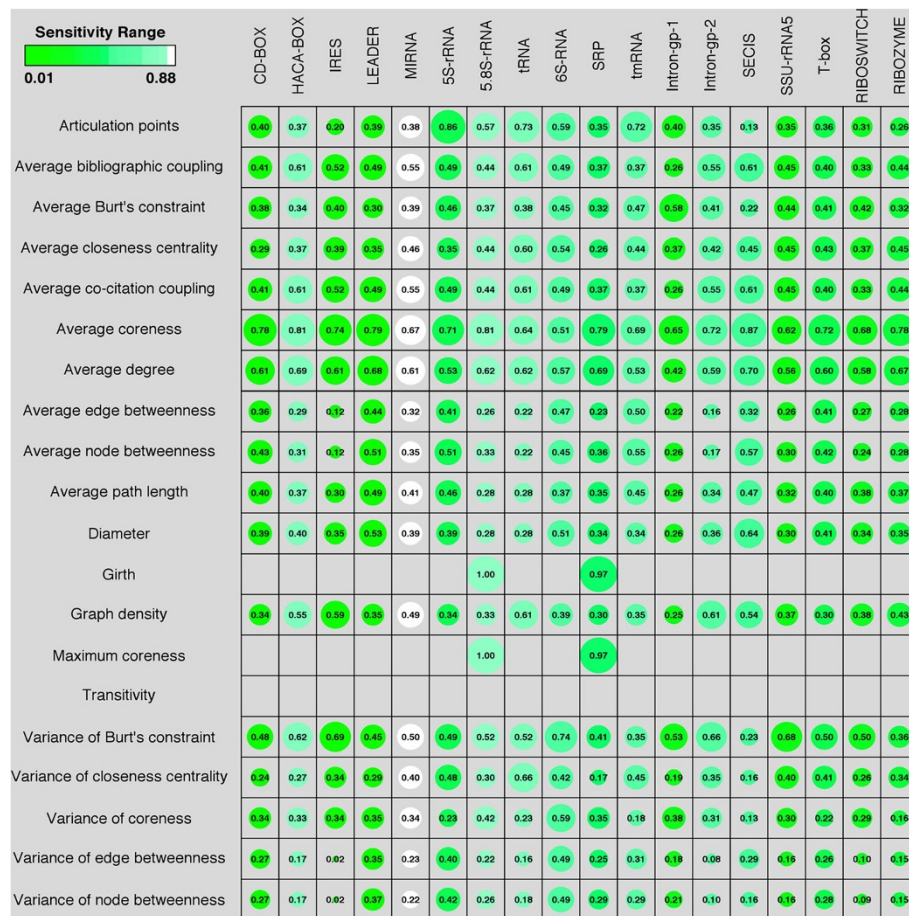 Sensitivity Range
0.01 0.88
CD-BOX
HACA-BOX
IRES
LEADER
MIRNA
5S-rRNA
5.8S-rRNA
tRNA
6S-RNA
SRP
tmRNA
Intron-gp-1
Intron-gp-2
SECIS
SSU-rRNA5
T-box
RIBOSWITCH
RIBOZYME
Articulation points 0.40 0.37 0.20 0.39 0.38 0.86 0.57 0.73 0.59 0.35 0.72 0.40 0.35 0.13 0.35 0.36 0.31 0.26
Average bibliographic coupling 0.41 0.61 0.52 0.49 0.55 0.49 0.44 0.61 0.49 0.37 0.37 0.26 0.55 0.61 0.45 0.40 0.33 0.44
Average Burt's constraint 0.38 0.34 0.40 0.30 0.39 0.46 0.37 0.38 0.45 0.32 0.47 0.58 0.41 0.22 0.44 0.41 0.42 0.32
Average closeness centrality 0.29 0.37 0.39 0.35 0.46 0.35 0.44 0.60 0.54 0.26 0.44 0.37 0.42 0.45 0.45 0.43 0.37 0.45
Average co-citation coupling 0.41 0.61 0.52 0.49 0.55 0.49 0.44 0.61 0.49 0.37 0.37 0.26 0.55 0.61 0.45 0.40 0.33 0.44
Average coreness 0.78 0.81 0.74 0.79 0.67 0.71 0.81 0.64 0.51 0.79 0.69 0.65 0.72 0.87 0.62 0.72 0.68 0.78
Average degree 0.61 0.69 0.61 0.68 0.61 0.53 0.62 0.62 0.57 0.69 0.53 0.42 0.59 0.70 0.56 0.60 0.58 0.67
Average edge betweenness 0.36 0.29 0.12 0.44 0.32 0.41 0.26 0.22 0.47 0.23 0.50 0.22 0.16 0.32 0.26 0.41 0.27 0.28
Average node betweenness 0.43 0.31 0.12 0.51 0.35 0.51 0.33 0.22 0.45 0.36 0.55 0.26 0.17 0.57 0.30 0.42 0.24 0.28
Average path length 0.40 0.37 0.30 0.49 0.41 0.46 0.28 0.28 0.37 0.35 0.45 0.26 0.34 0.47 0.32 0.40 0.38 0.37
Diameter 0.39 0.40 0.35 0.53 0.39 0.39 0.28 0.28 0.51 0.34 0.34 0.26 0.36 0.64 0.30 0.41 0.34 0.35
Girth 1.00 0.97
Graph density 0.34 0.55 0.59 0.35 0.49 0.34 0.33 0.61 0.39 0.30 0.35 0.25 0.61 0.54 0.37 0.30 0.38 0.43
Maximum coreness 1.00 0.97
Transitivity
Variance of Burt's constraint 0.48 0.62 0.69 0.45 0.50 0.49 0.52 0.52 0.74 0.41 0.35 0.53 0.66 0.23 0.68 0.50 0.50 0.36
Variance of closeness centrality 0.24 0.27 0.34 0.29 0.40 0.48 0.30 0.66 0.42 0.17 0.45 0.19 0.35 0.16 0.40 0.41 0.26 0.34
Variance of coreness 0.34 0.33 0.34 0.35 0.34 0.23 0.42 0.23 0.59 0.35 0.18 0.38 0.31 0.13 0.30 0.22 0.29 0.16
Variance of edge betweenness 0.27 0.17 0.02 0.35 0.23 0.40 0.22 0.16 0.49 0.25 0.31 0.18 0.08 0.29 0.16 0.26 0.10 0.15
Variance of node betweenness 0.27 0.17 0.02 0.37 0.22 0.42 0.26 0.18 0.49 0.29 0.29 0.21 0.10 0.16 0.16 0.28 0.09 0.15